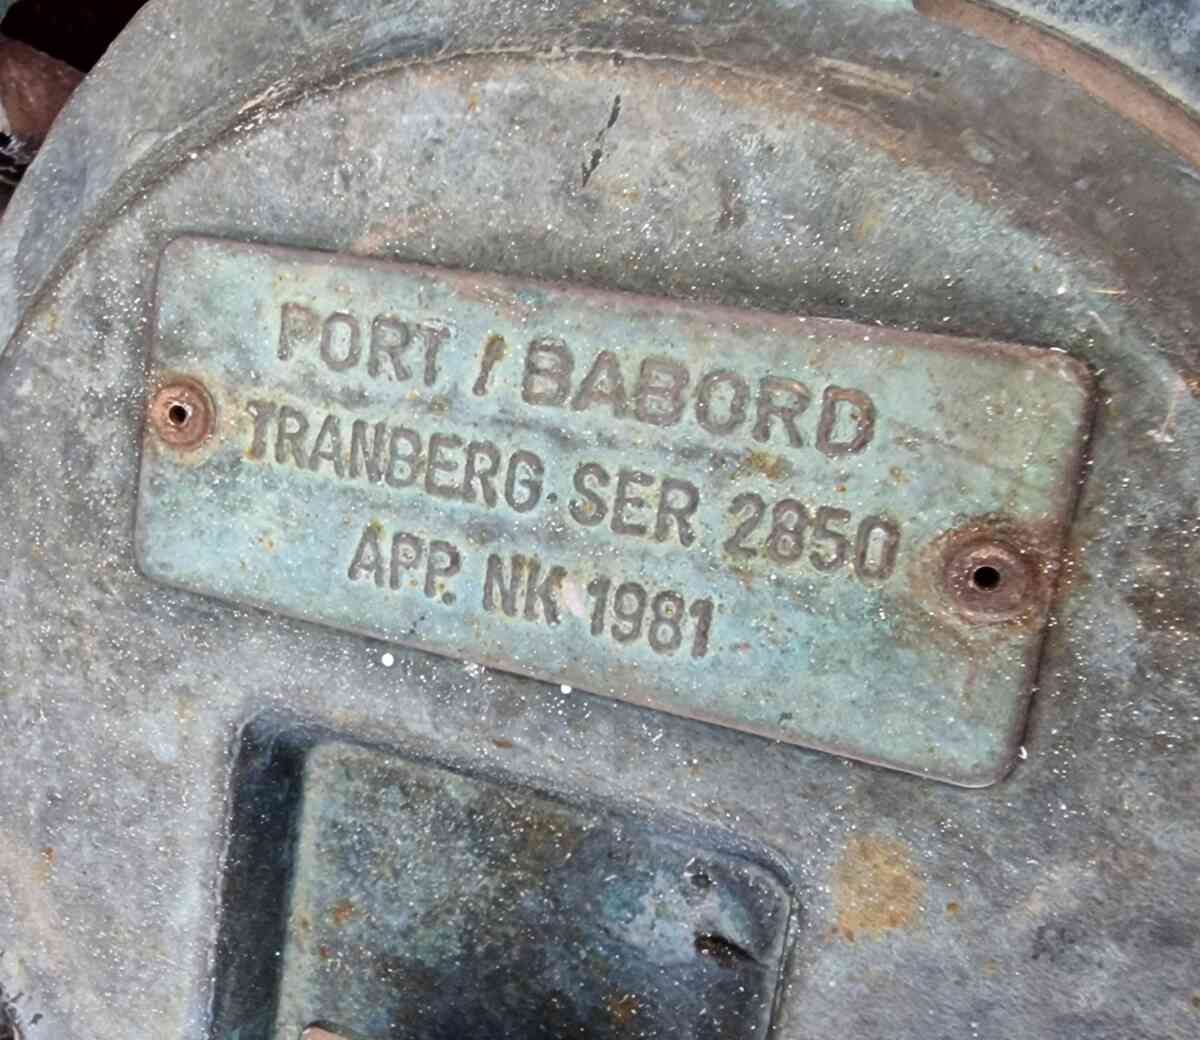 PORT / BABORD
TRANBERG. SER 2850
APP. NK 1981